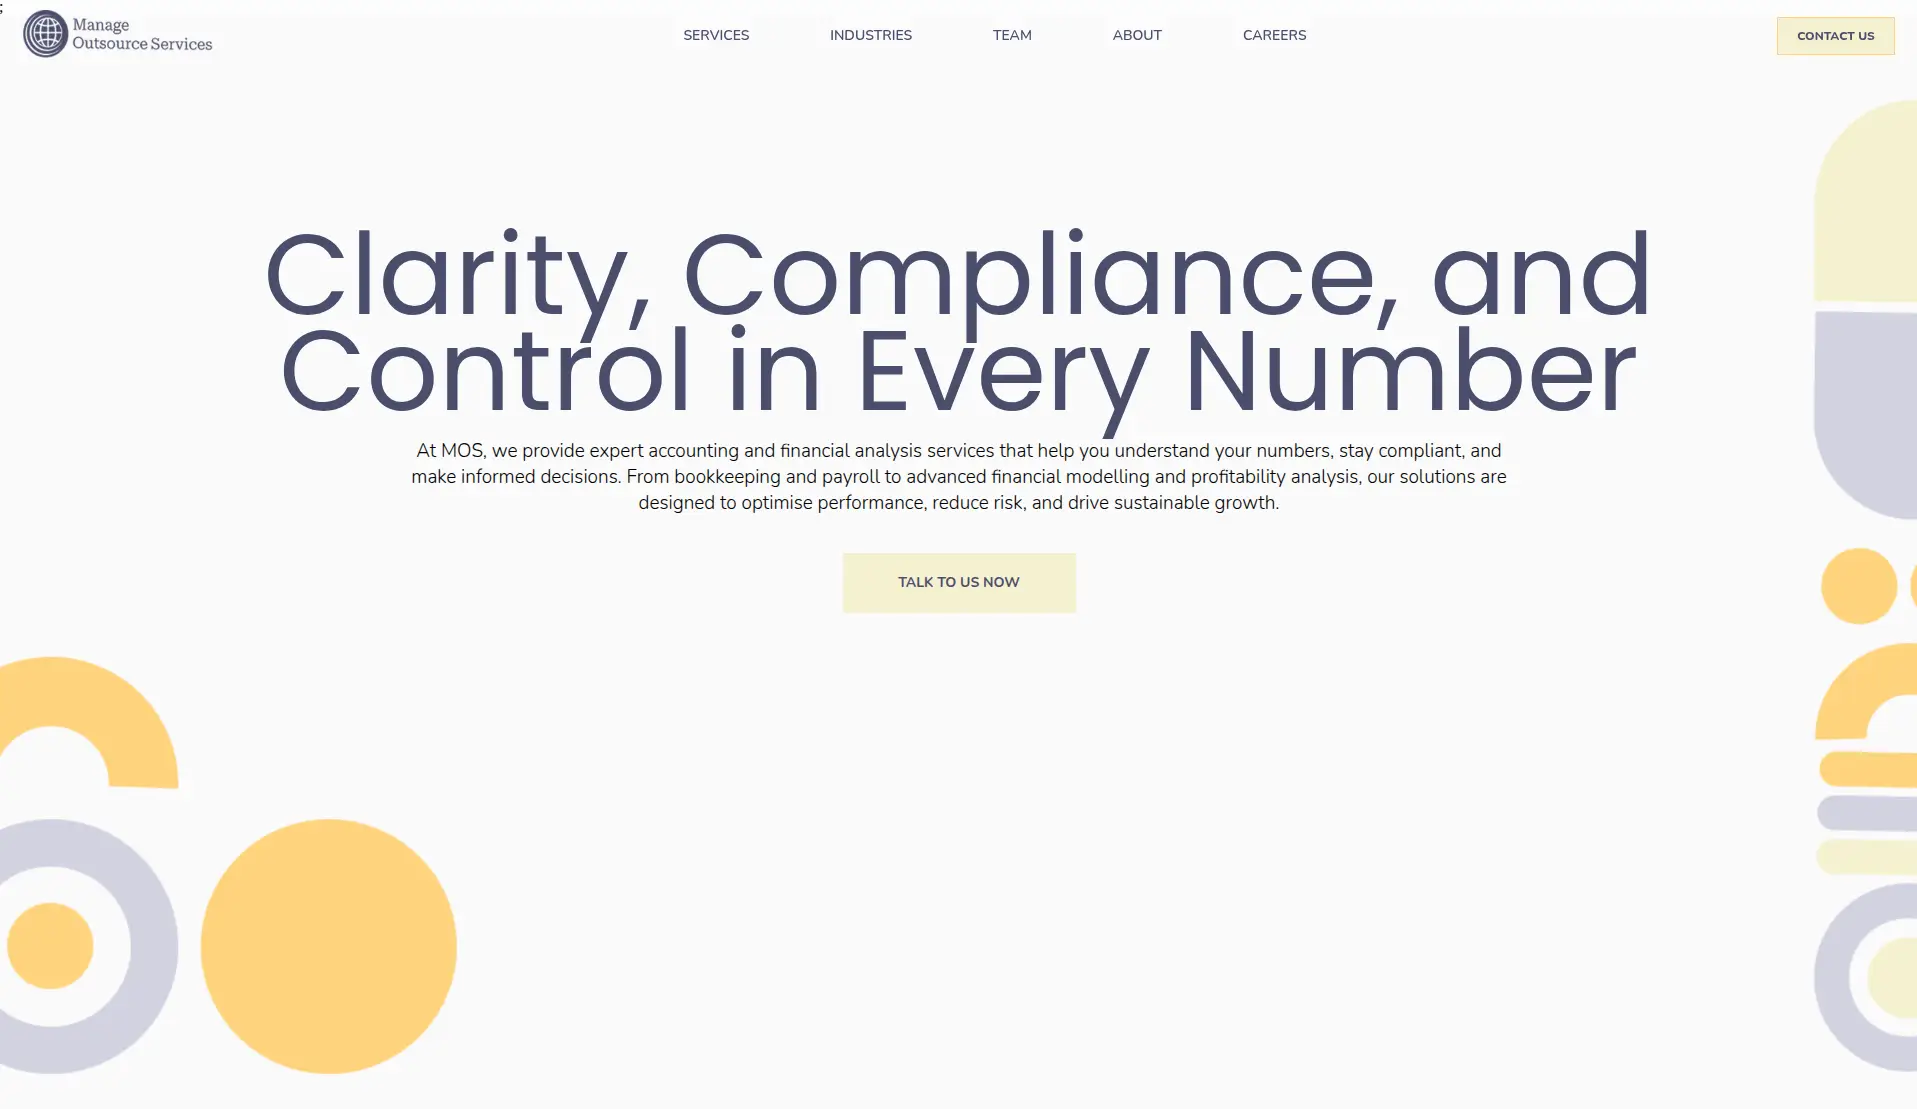 ;
Manage
Outsource Services
SERVICES
INDUSTRIES
TEAM
ABOUT
CAREERS
CONTACT US
Clarity, Compliance, and
Control in Every Number
At MOS, we provide expert accounting and financial analysis services that help you understand your numbers, stay compliant, and
make informed decisions. From bookkeeping and payroll to advanced financial modelling and profitability analysis, our solutions are
designed to optimise performance, reduce risk, and drive sustainable growth.
TALK TO US NOW